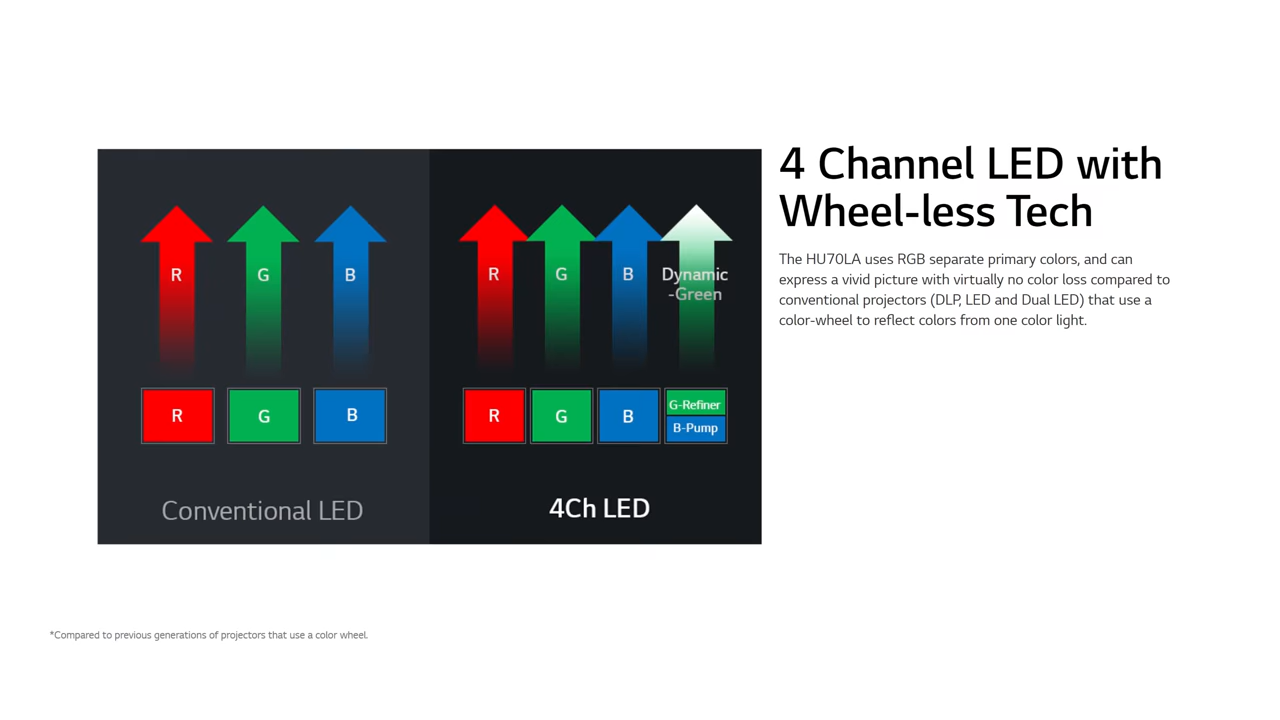 4 Channel LED with
Wheel-less Tech
The HU70LA uses RGB separate primary colors, and can
express a vivid picture with virtually no color loss compared to
conventional projectors (DLP, LED and Dual LED) that use a
color-wheel to reflect colors from one color light.
R G B
R G B
Conventional LED
R G B Dynamic
-Green
R G B G-Refiner
B-Pump
4Ch LED
*Compared to previous generations of projectors that use a color wheel.